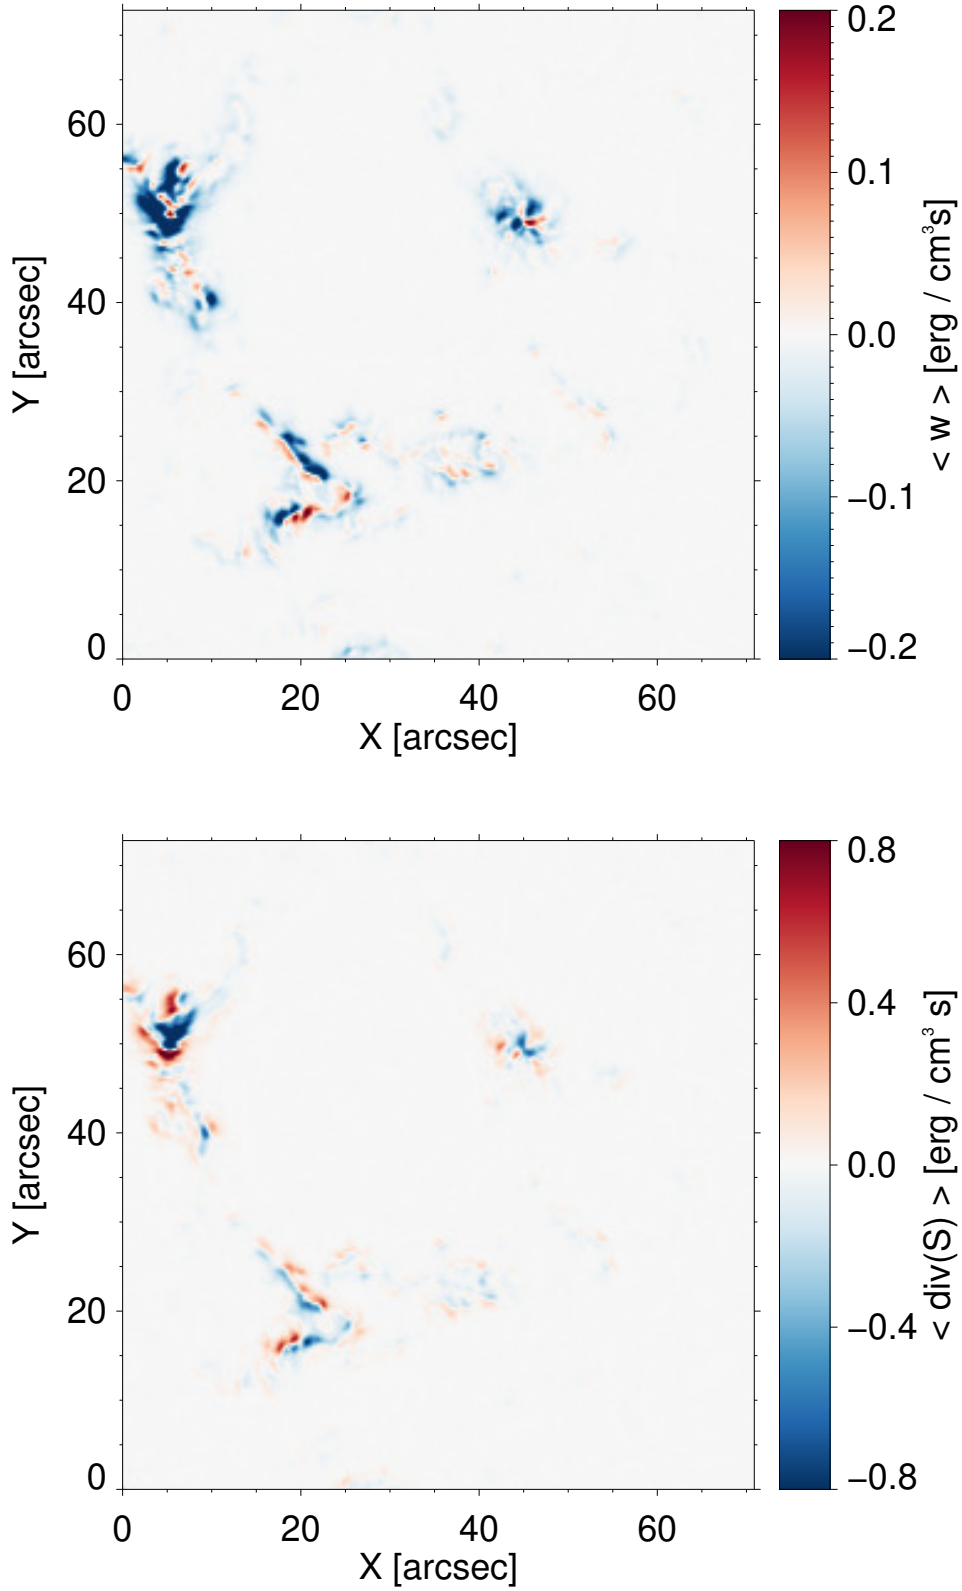 0.2
60
0.1
40
0.0
20
−0.1
0
−0.2
0 20 40 60
X [arcsec]
Y [arcsec]
< w > [erg / cm³s]
0.8
60
0.4
40
0.0
20
−0.4
0
−0.8
0 20 40 60
X [arcsec]
Y [arcsec]
< div(S) > [erg / cm³ s]